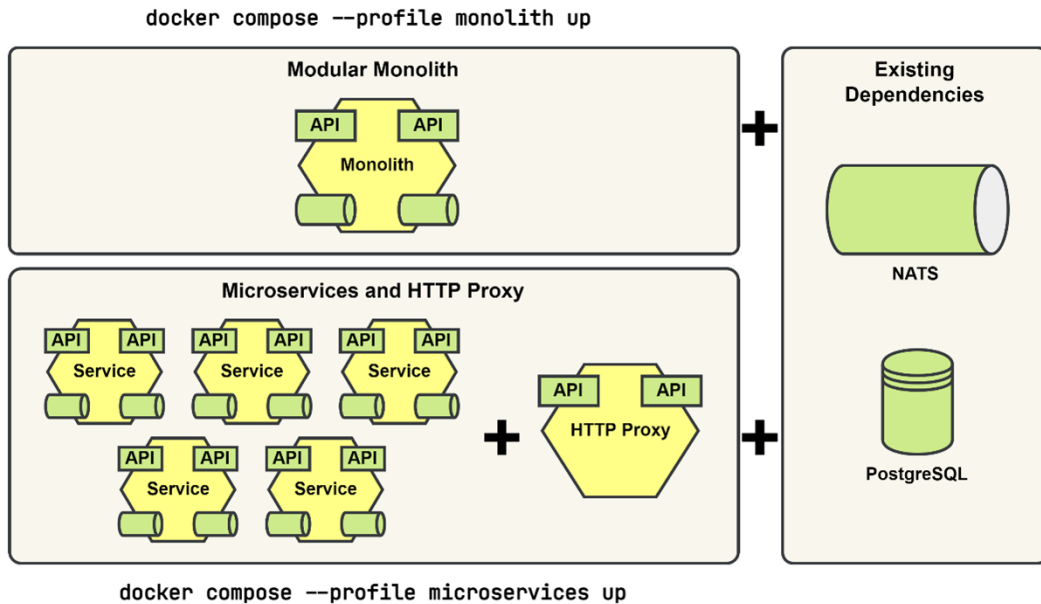 docker compose --profile monolith up
Modular Monolith
API
API
Monolith
Existing
Dependencies
NATS
PostgreSQL
Microservices and HTTP Proxy
API
API
Service
API
API
Service
API
API
Service
API
API
Service
API
API
Service
API
API
HTTP Proxy
docker compose --profile microservices up